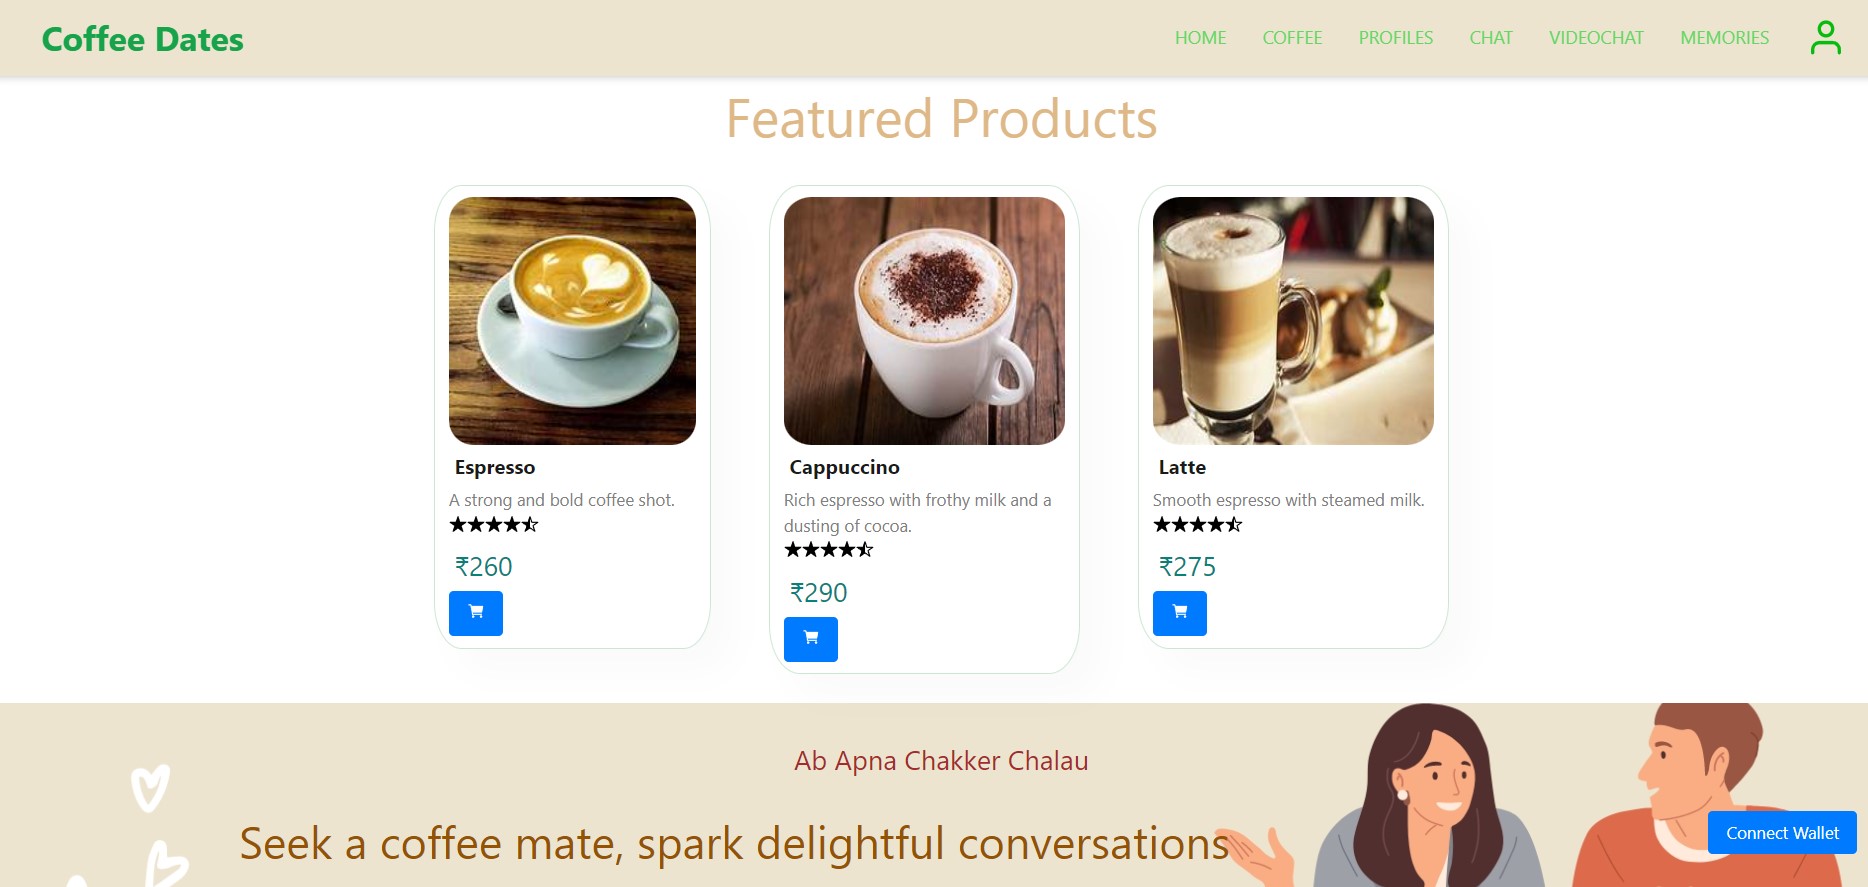 Coffee Dates
HOME COFFEE PROFILES CHAT VIDEOCHAT MEMORIES
Featured Products
Espresso
A strong and bold coffee shot.
₹260
Cappuccino
Rich espresso with frothy milk and a
dusting of cocoa.
₹290
Latte
Smooth espresso with steamed milk.
₹275
Ab Apna Chakker Chalau
Seek a coffee mate, spark delightful conversations
Connect Wallet